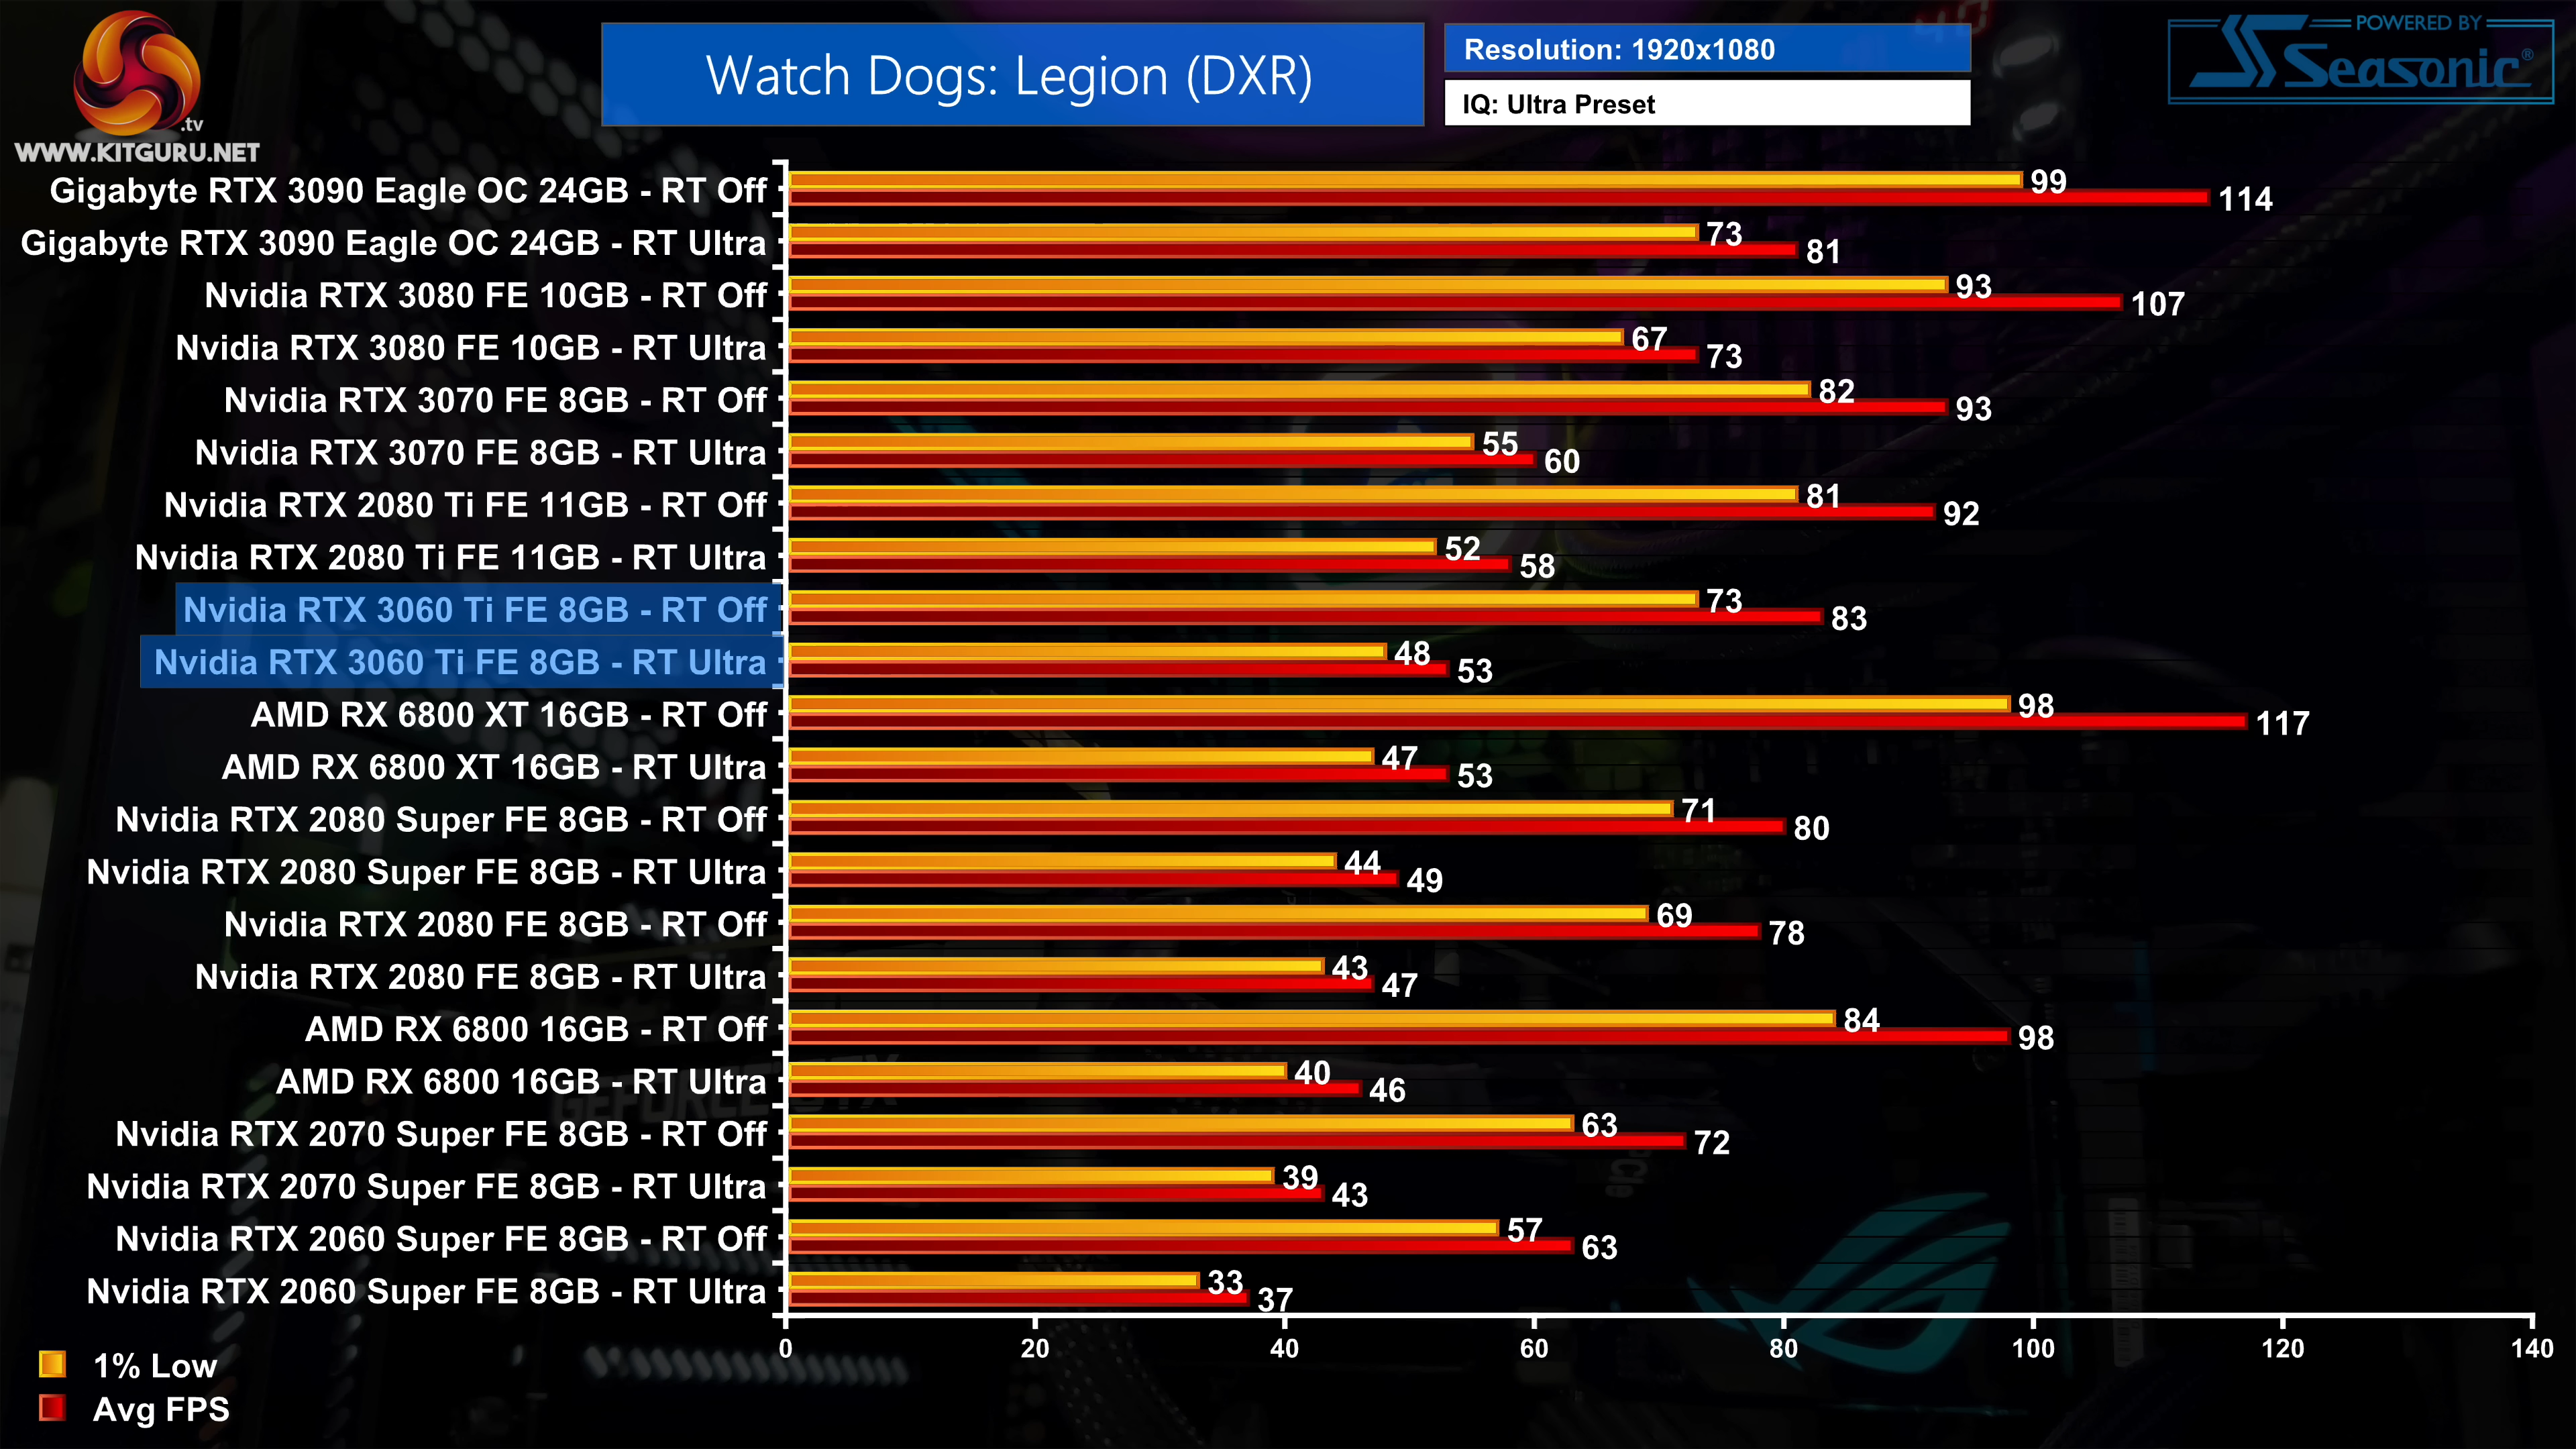 Watch Dogs: Legion (DXR)
Resolution: 1920x1080
IQ: Ultra Preset
POWERED BY
Seasonic®
.tv
WWW.KITGURU.NET
Gigabyte RTX 3090 Eagle OC 24GB - RT Off 99 114
Gigabyte RTX 3090 Eagle OC 24GB - RT Ultra 73 81
Nvidia RTX 3080 FE 10GB - RT Off 93 107
Nvidia RTX 3080 FE 10GB - RT Ultra 67 73
Nvidia RTX 3070 FE 8GB - RT Off 82 93
Nvidia RTX 3070 FE 8GB - RT Ultra 55 60
Nvidia RTX 2080 Ti FE 11GB - RT Off 81 92
Nvidia RTX 2080 Ti FE 11GB - RT Ultra 52 58
Nvidia RTX 3060 Ti FE 8GB - RT Off 73 83
Nvidia RTX 3060 Ti FE 8GB - RT Ultra 48 53
AMD RX 6800 XT 16GB - RT Off 98 117
AMD RX 6800 XT 16GB - RT Ultra 47 53
Nvidia RTX 2080 Super FE 8GB - RT Off 71 80
Nvidia RTX 2080 Super FE 8GB - RT Ultra 44 49
Nvidia RTX 2080 FE 8GB - RT Off 69 78
Nvidia RTX 2080 FE 8GB - RT Ultra 43 47
AMD RX 6800 16GB - RT Off 84 98
AMD RX 6800 16GB - RT Ultra 40 46
Nvidia RTX 2070 Super FE 8GB - RT Off 63 72
Nvidia RTX 2070 Super FE 8GB - RT Ultra 39 43
Nvidia RTX 2060 Super FE 8GB - RT Off 57 63
Nvidia RTX 2060 Super FE 8GB - RT Ultra 33 37
0 20 40 60 80 100 120 140
1% Low
Avg FPS